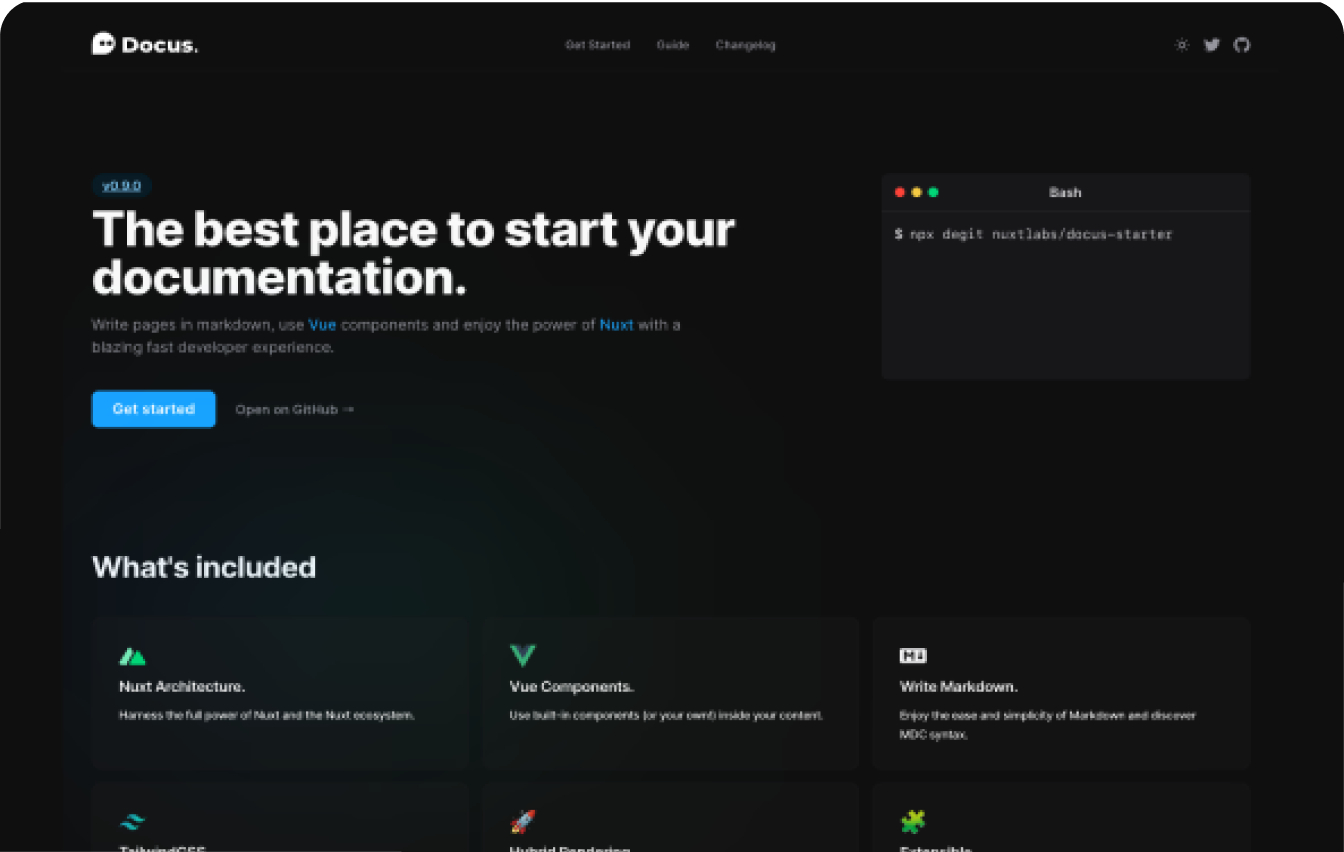 Docus.
Get Started Guide Changelog
v0.9.0
The best place to start your
documentation.
Write pages in markdown, use Vue components and enjoy the power of Nuxt with a
blazing fast developer experience.
Get started Open on GitHub →
Bash
$ npx degit nuxtlabs/docus-starter
What's included
Nuxt Architecture.
Harness the full power of Nuxt and the Nuxt ecosystem.
Vue Components.
Use built-in components (or your own!) inside your content.
M↓
Write Markdown.
Enjoy the ease and simplicity of Markdown and discover
MDC syntax.
TailwindCSS
Hybrid Rendering
Extensible